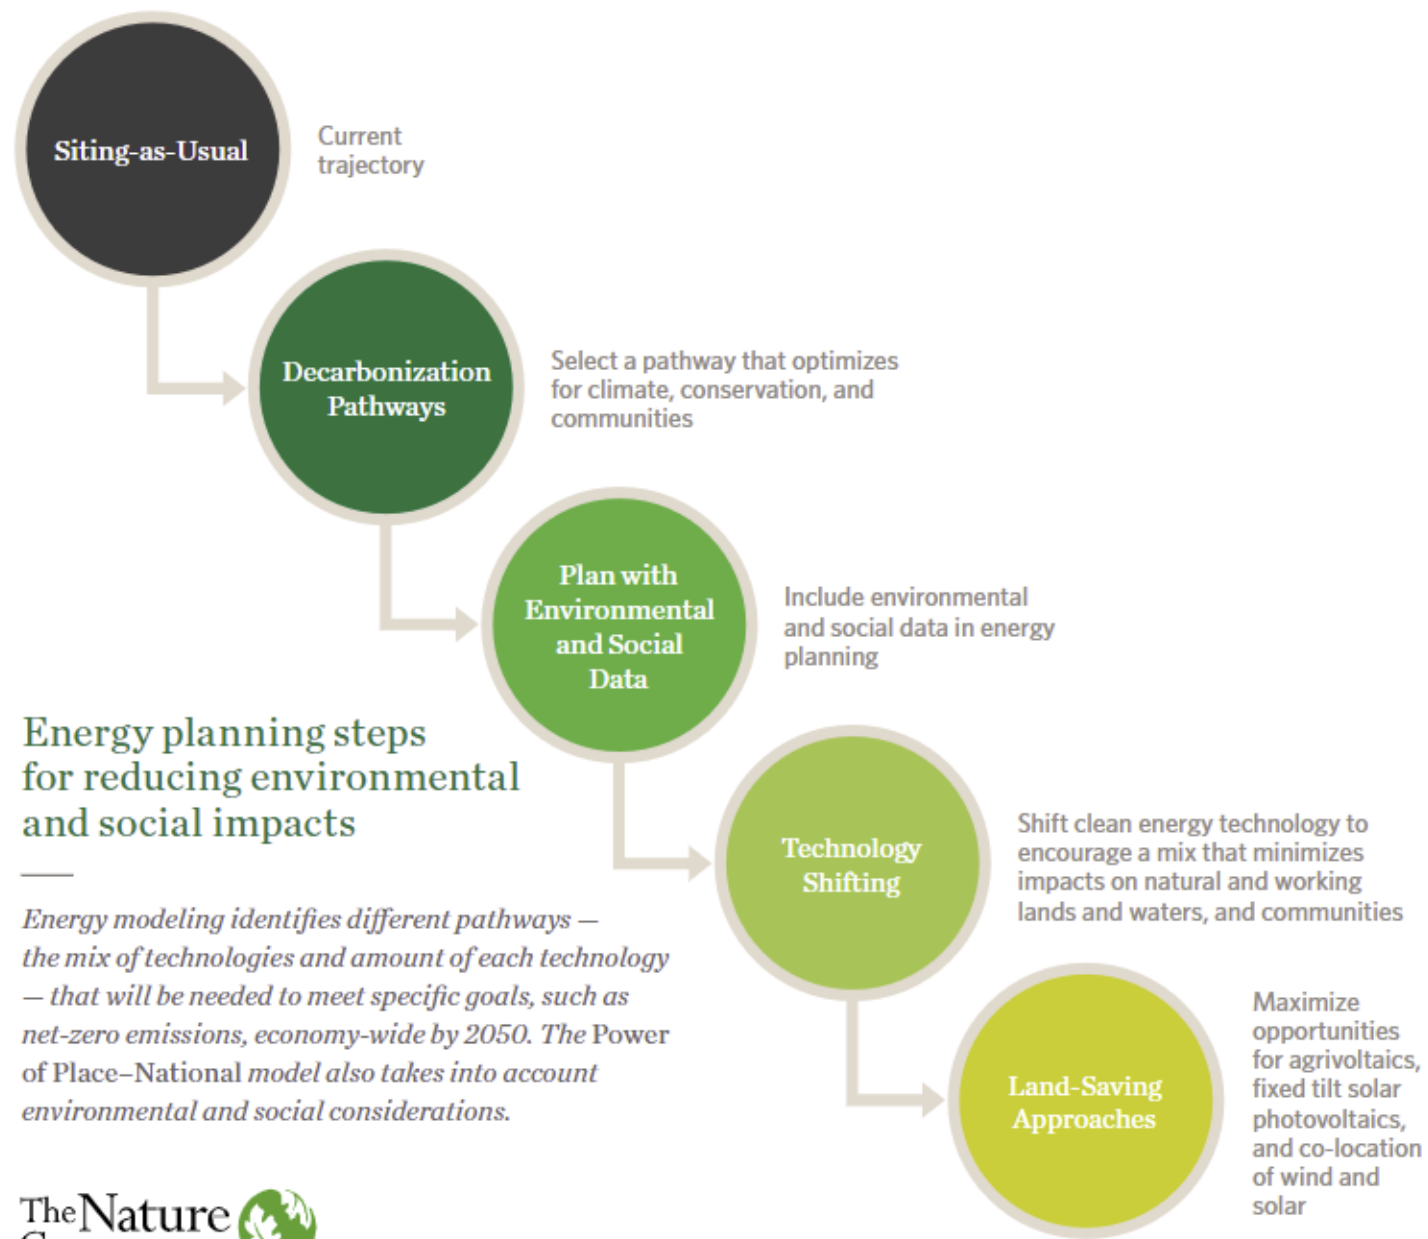 Siting-as-Usual
Current
trajectory
Decarbonization
Pathways
Select a pathway that optimizes
for climate, conservation, and
communities
Plan with
Environmental
and Social
Data
Include environmental
and social data in energy
planning
Energy planning steps
for reducing environmental
and social impacts
Technology
Shifting
Shift clean energy technology to
encourage a mix that minimizes
impacts on natural and working
lands and waters, and communities
Energy modeling identifies different pathways —
the mix of technologies and amount of each technology
— that will be needed to meet specific goals, such as
net-zero emissions, economy-wide by 2050. The Power
of Place–National model also takes into account
environmental and social considerations.
Land-Saving
Approaches
Maximize
opportunities
for agrivoltaics,
fixed tilt solar
photovoltaics,
and co-location
of wind and
solar
The Nature